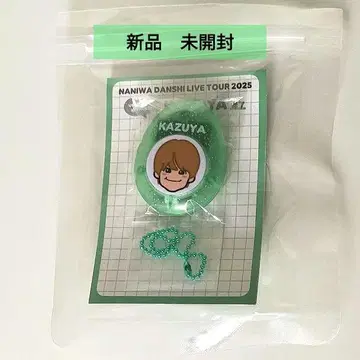 新品 未開封
NANIWA DANSHI LIVE TOUR 2025
KAZUYA